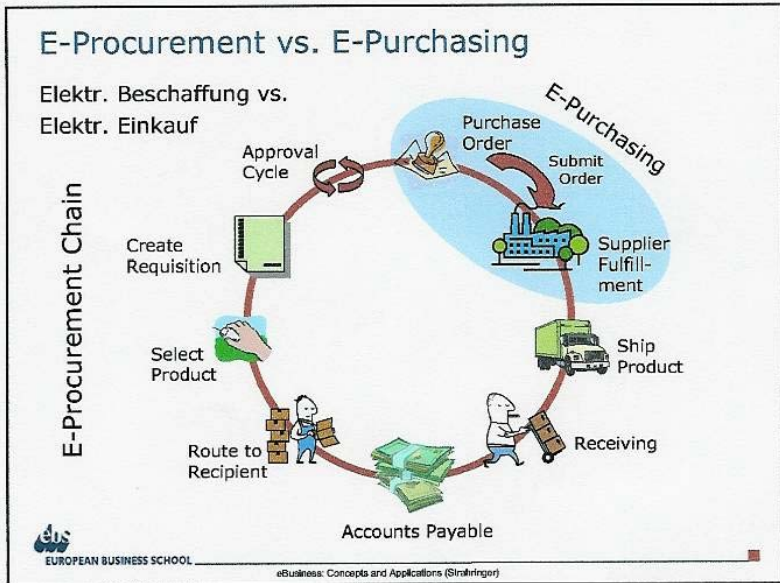 E-Procurement vs. E-Purchasing
Elektr. Beschaffung vs.
Elektr. Einkauf
E-Purchasing
Purchase
Order
Submit
Order
Approval
Cycle
Supplier
Fulfill-
ment
Create
Requisition
E-Procurement Chain
Ship
Product
Select
Product
Receiving
Route to
Recipient
Accounts Payable
ebs
EUROPEAN BUSINESS SCHOOL
eBusiness: Concepts and Applications (Strahringer)